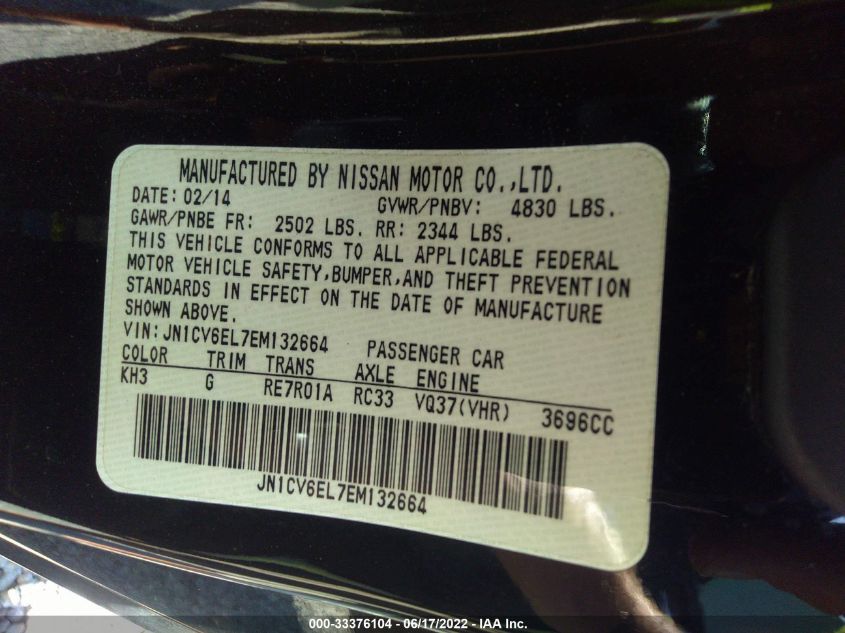 MANUFACTURED BY NISSAN MOTOR CO.,LTD.
DATE: 02/14 GVWR/PNBV: 4830 LBS.
GAWR/PNBE FR: 2502 LBS. RR: 2344 LBS.
THIS VEHICLE CONFORMS TO ALL APPLICABLE FEDERAL
MOTOR VEHICLE SAFETY,BUMPER,AND THEFT PREVENTION
STANDARDS IN EFFECT ON THE DATE OF MANUFACTURE
SHOWN ABOVE.
VIN: JN1CV6EL7EM132664 PASSENGER CAR
COLOR TRIM TRANS AXLE ENGINE
KH3 G RE7R01A RC33 VQ37(VHR) 3696CC
JN1CV6EL7EM132664
000-33376104 - 06/17/2022 - IAA Inc.